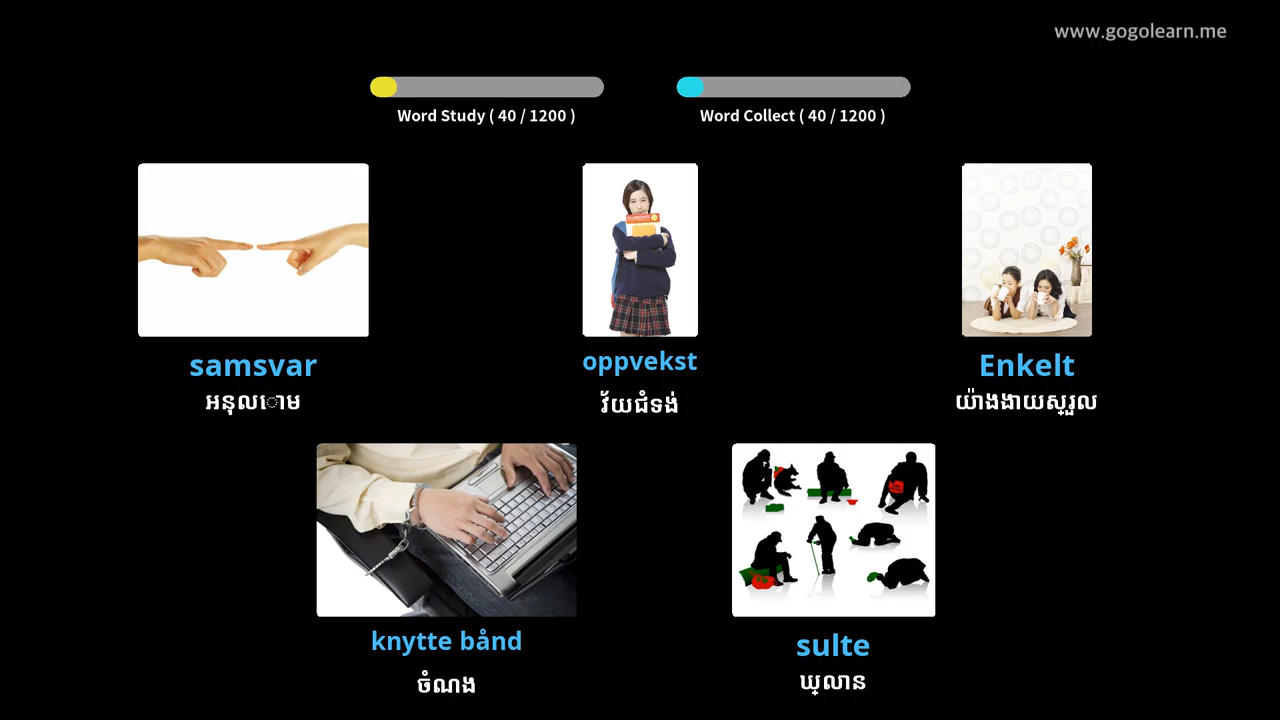 www.gogolearn.me
Word Study ( 40 / 1200 )
Word Collect ( 40 / 1200 )
samsvar
អនុលោម
oppvekst
វ័យជំទង់
Enkelt
យ៉ាងងាយស្រួល
knytte bånd
ចំណង
sulte
ឃ្លាន